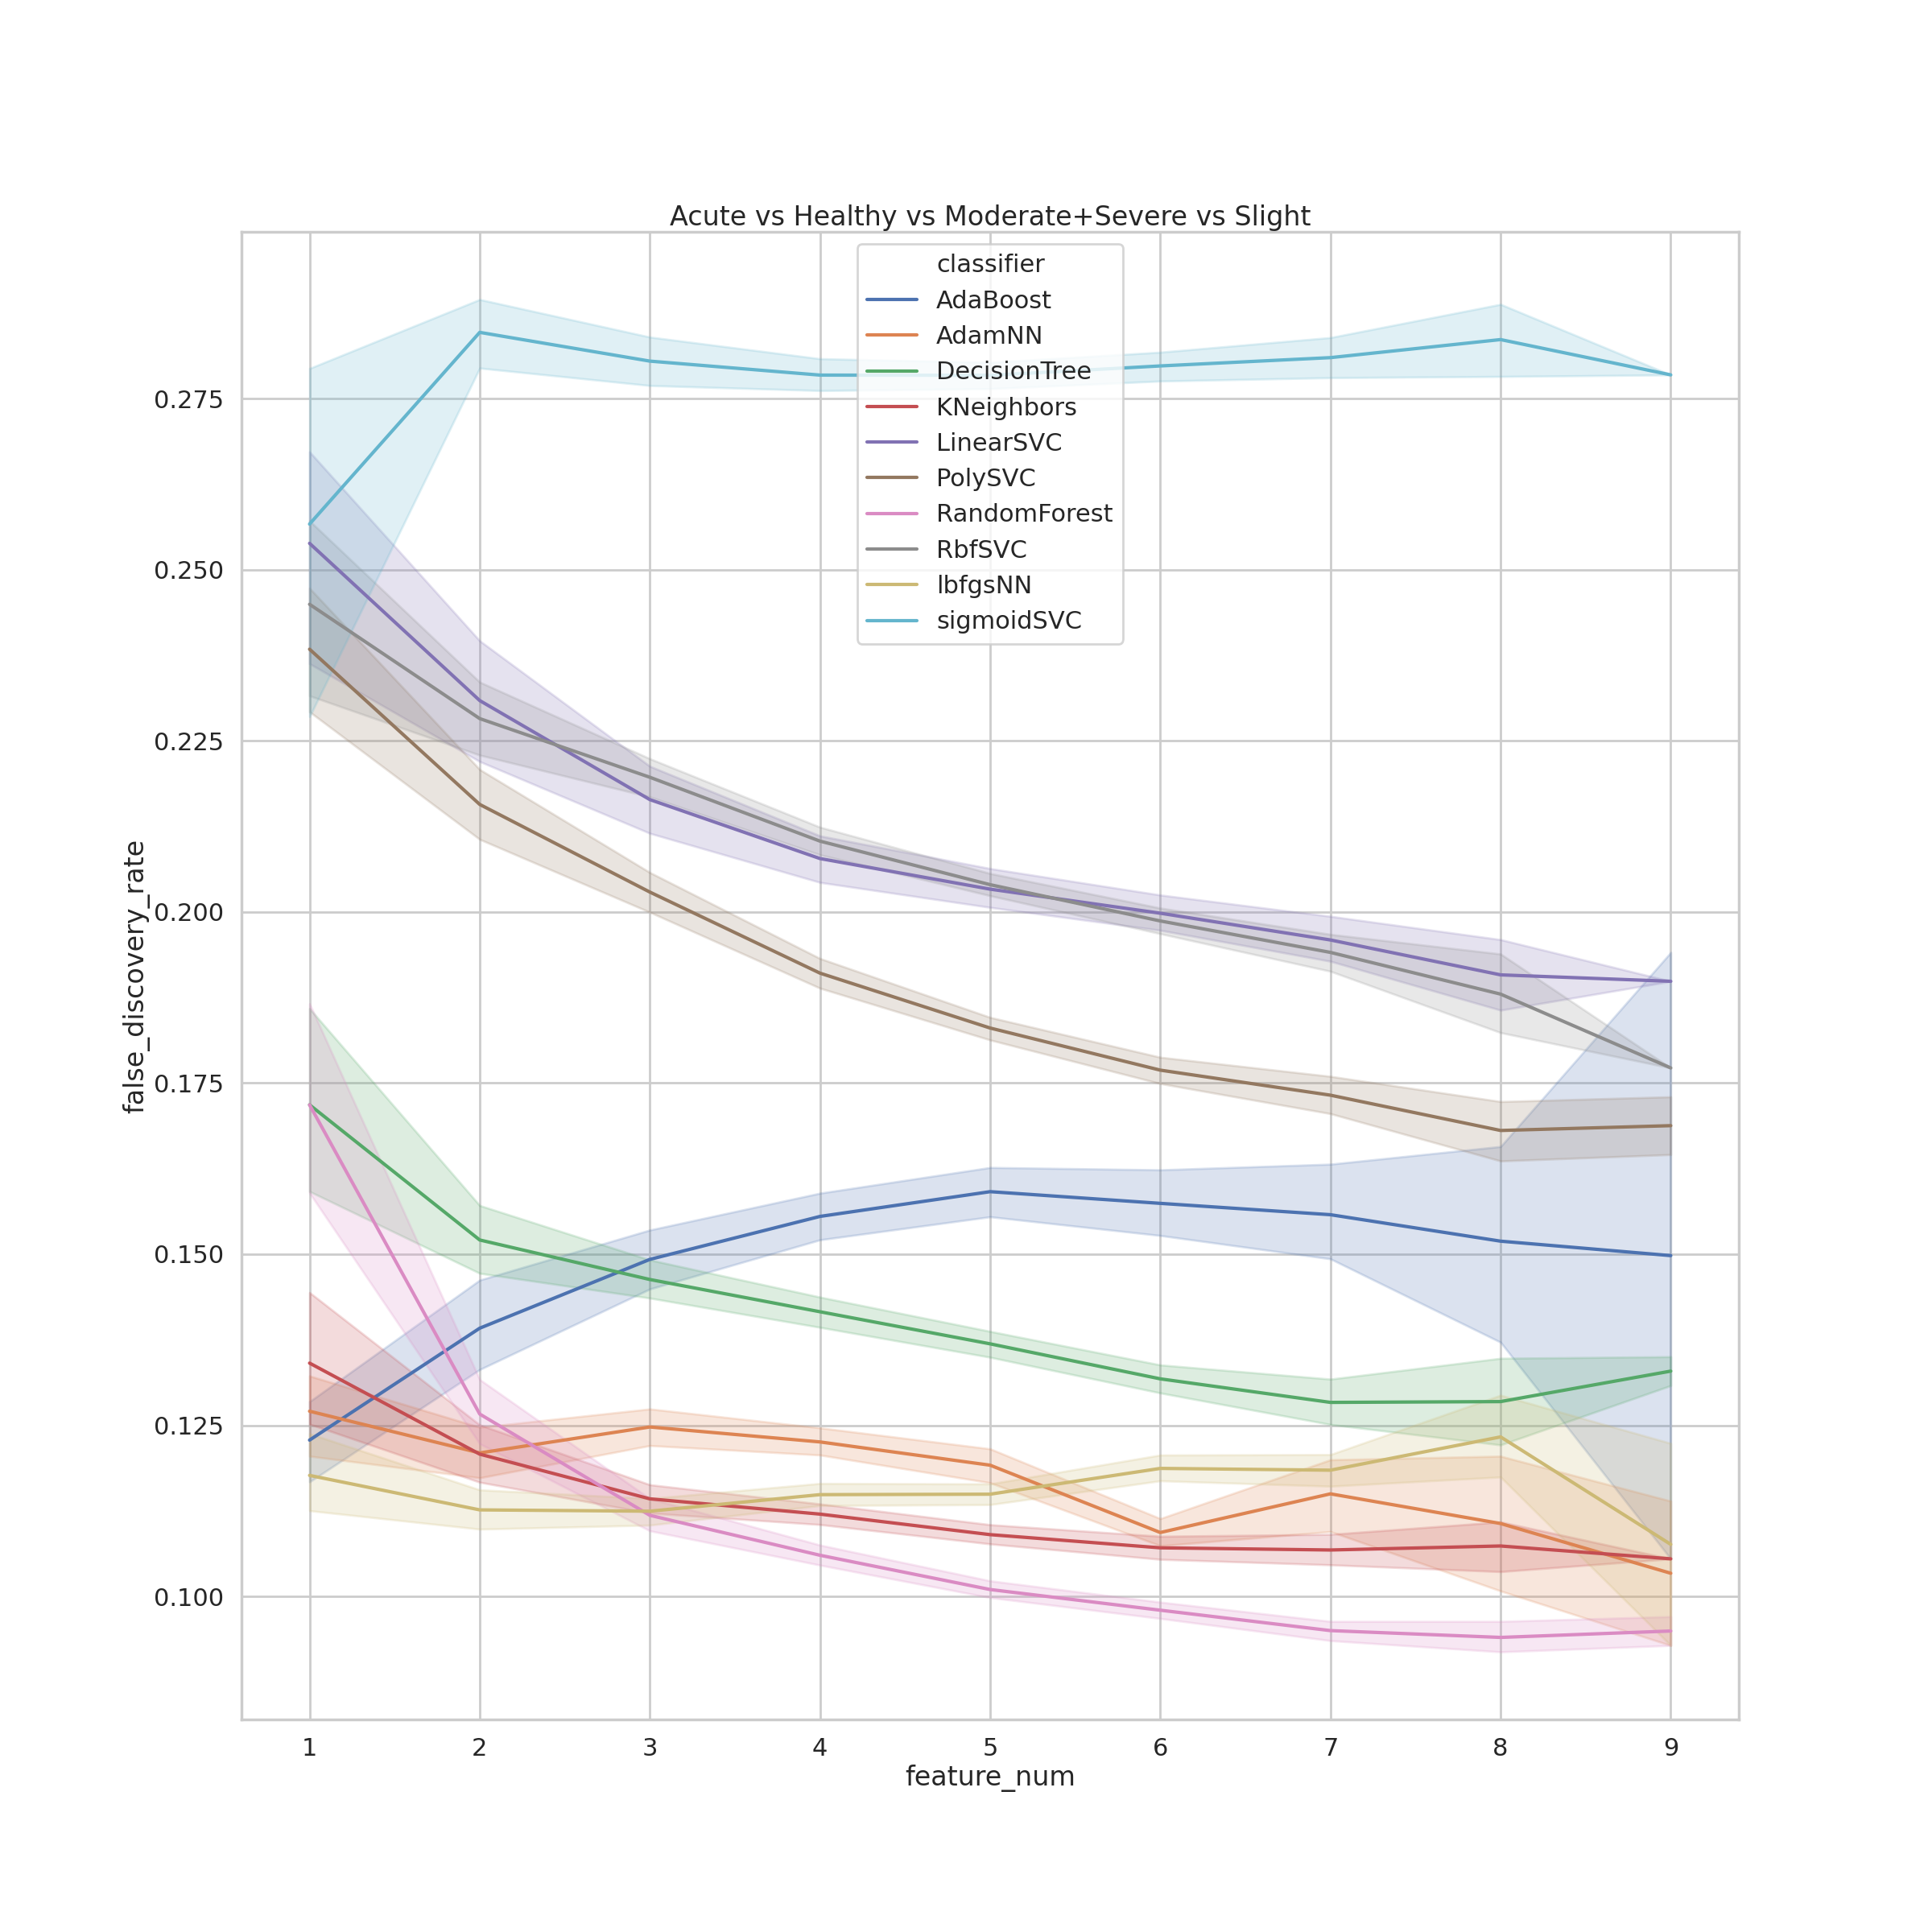 Acute vs Healthy vs Moderate+Severe vs Slight
classifier
AdaBoost
AdamNN
DecisionTree
KNeighbors
LinearSVC
PolySVC
RandomForest
RbfSVC
lbfgsNN
sigmoidSVC
false_discovery_rate
0.275
0.250
0.225
0.200
0.175
0.150
0.125
0.100
1 2 3 4 5 6 7 8 9
feature_num